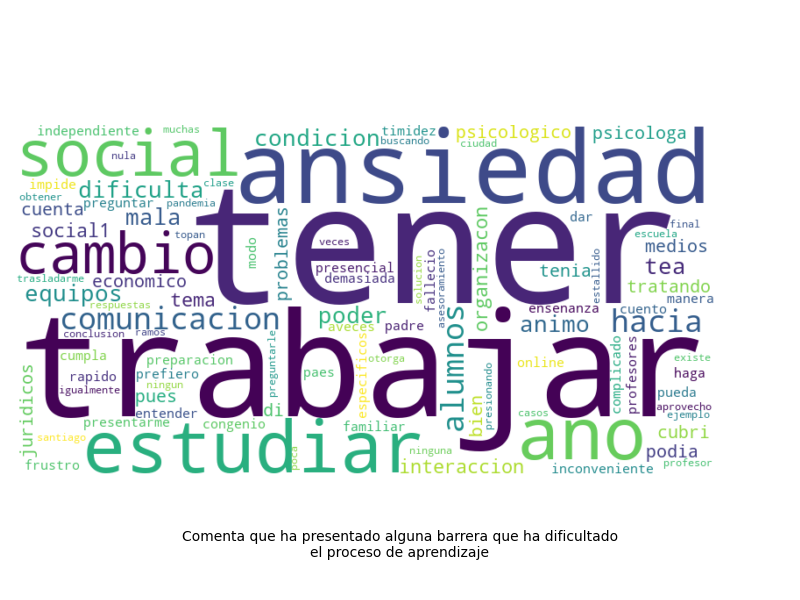 independiente muchas timidez psicologico psicologa
social nula condicion buscando ciudad
ansiedad
impide dificulta clase
obtener preguntar pandemia
tener
cuenta mala dar final
social1 topan modo problemas veces organizacon escuela
cambio presencial medios
trasladarme economico demasiada solucion fallecio asesoramiento tenia estallido tea
equipos tema tratando
respuestas poder ensenanza cuento manera
comunicacion aveces padre alumnos animo hacia
conclusion ramos
trabajar
cumpla preparacion preguntarle especificos otorga online complicado profesores existe
rapido prefiero paes haga
igualmente ningun pues di presionando pueda
juridicos entender bien casos aprovecho
presentarme congenio familiar ejemplo
santiago estudiar ano cubri
poca ninguna podia
frustro interaccion inconveniente profesor
Comenta que ha presentado alguna barrera que ha dificultado
el proceso de aprendizaje